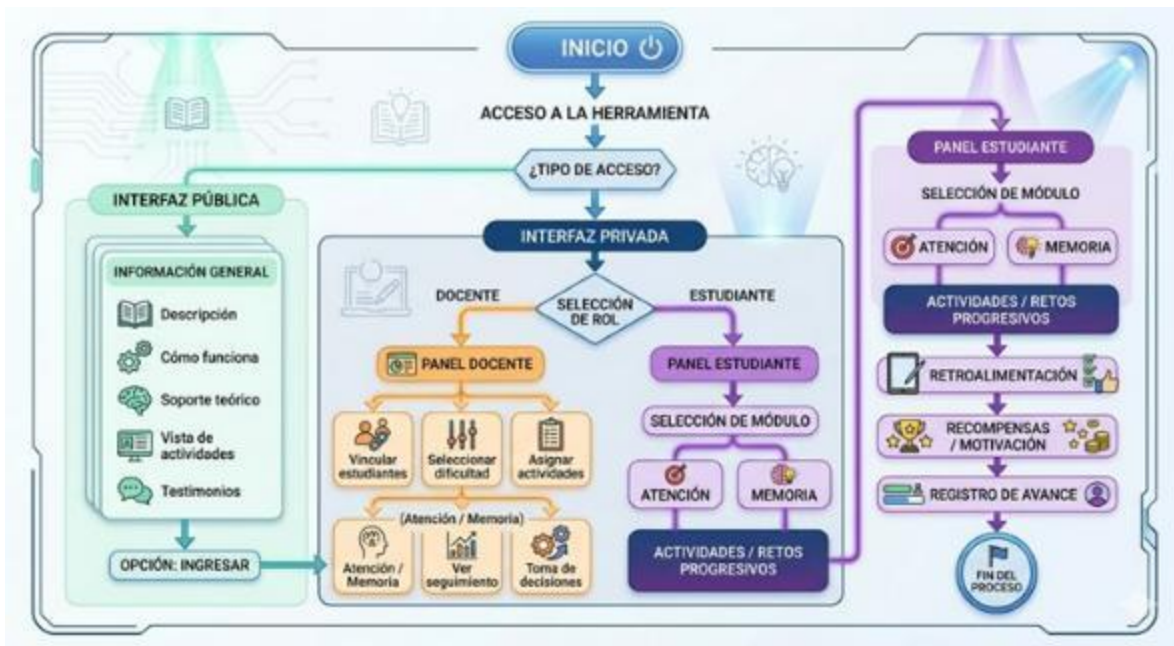 INICIO
ACCESO A LA HERRAMIENTA
¿TIPO DE ACCESO?
INTERFAZ PÚBLICA
INFORMACIÓN GENERAL
Descripción
Cómo funciona
Soporte teórico
Vista de
actividades
Testimonios
OPCIÓN: INGRESAR
INTERFAZ PRIVADA
DOCENTE
SELECCIÓN
DE ROL
ESTUDIANTE
PANEL DOCENTE
Vincular
estudiantes
Seleccionar
dificultad
Asignar
actividades
(Atención / Memoria)
Atención /
Memoria
Ver
seguimiento
Toma de
decisiones
PANEL ESTUDIANTE
SELECCIÓN DE MÓDULO
ATENCIÓN
MEMORIA
ACTIVIDADES / RETOS
PROGRESIVOS
PANEL ESTUDIANTE
SELECCIÓN DE MÓDULO
ATENCIÓN
MEMORIA
ACTIVIDADES / RETOS
PROGRESIVOS
RETROALIMENTACIÓN
RECOMPENSAS
/ MOTIVACIÓN
REGISTRO DE AVANCE
FIN DEL
PROCESO